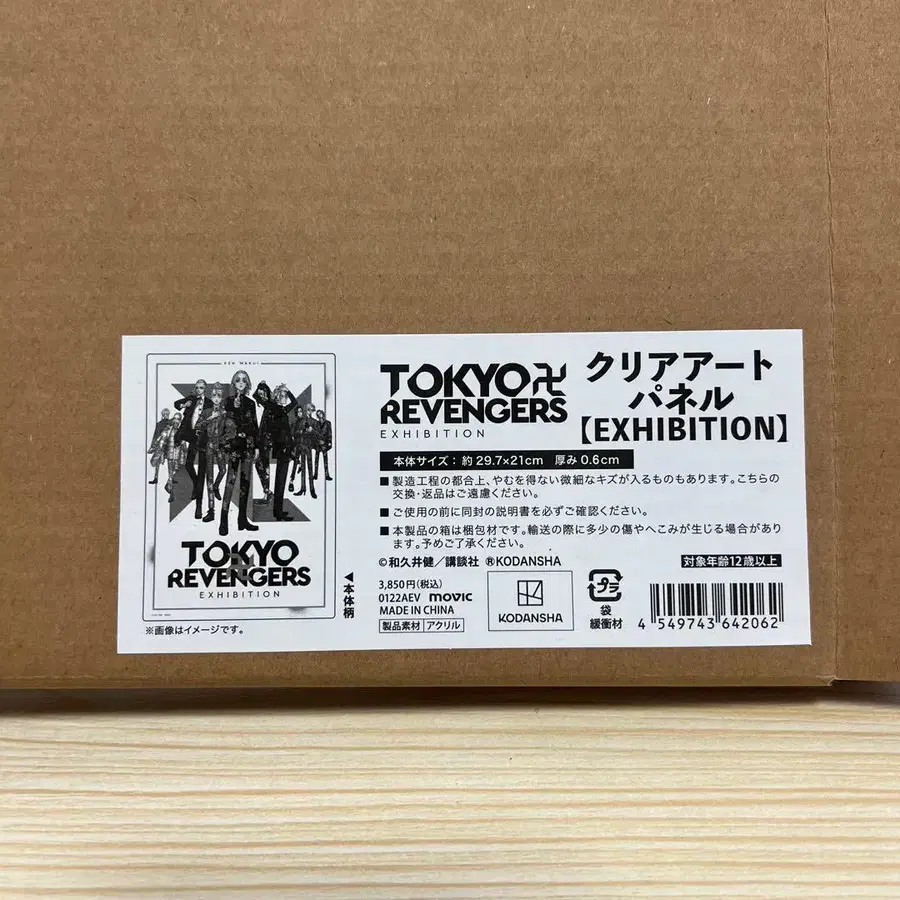 KEN WAKUI
TOKYO
REVENGERS
EXHIBITION
※画像はイメージです。
◀本体柄
TOKYO卍
REVENGERS
EXHIBITION
クリアアート
パネル
【EXHIBITION】
本体サイズ：約29.7×21cm 厚み0.6cm
■製造工程の都合上、やむを得ない微細なキズが入るものもあります。こちらの
交換・返品はご遠慮ください。
■ご使用の前に同封の説明書を必ずご確認ください。
■本製品の箱は梱包材です。輸送の際に多少の傷やへこみが生じる場合があり
ます。予めご了承ください。
©和久井健／講談社 ®KODANSHA
対象年齢12歳以上
3,850円（税込）
0122AEV movic
MADE IN CHINA
製品素材 アクリル
KODANSHA
プラ
袋
緩衝材
4 549743 642062